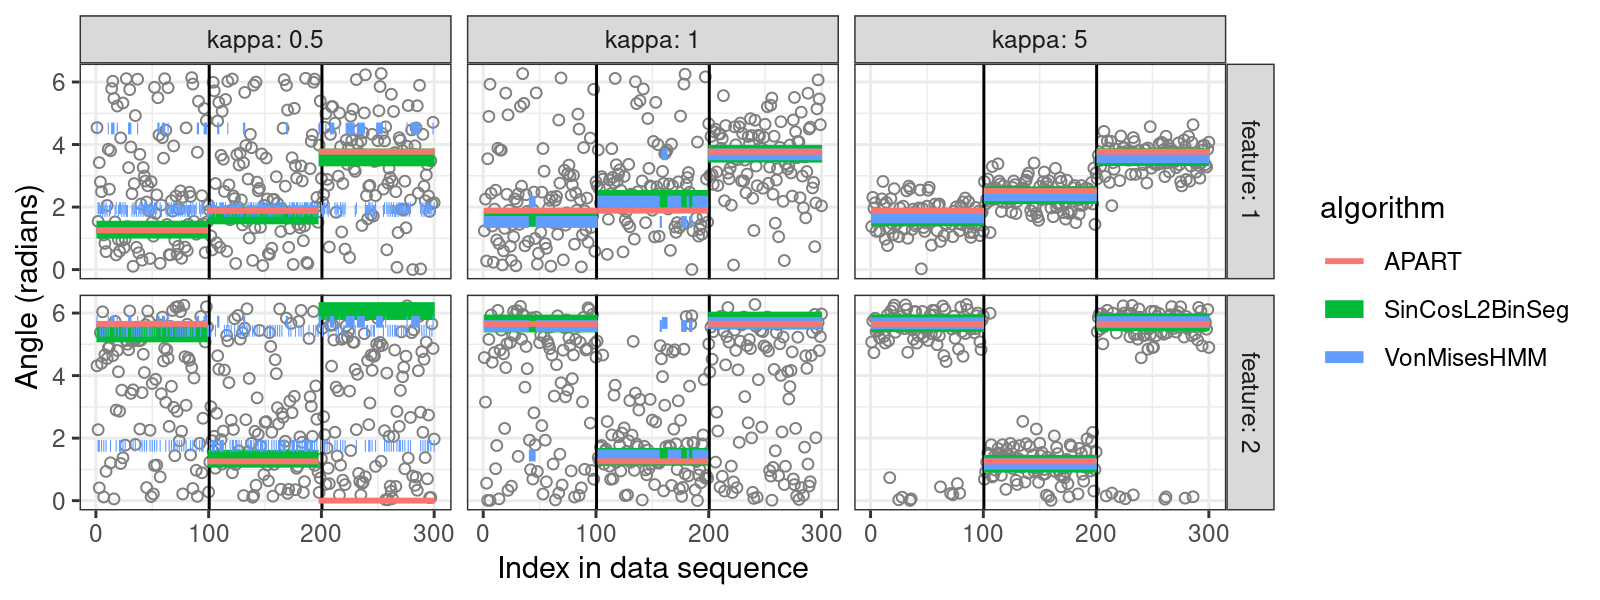 kappa: 0.5
kappa: 1
kappa: 5
Angle (radians)
6
4
2
0
feature: 1
6
4
2
0
feature: 2
0
100
200
300
0
100
200
300
0
100
200
300
Index in data sequence
algorithm
APART
SinCosL2BinSeg
VonMisesHMM